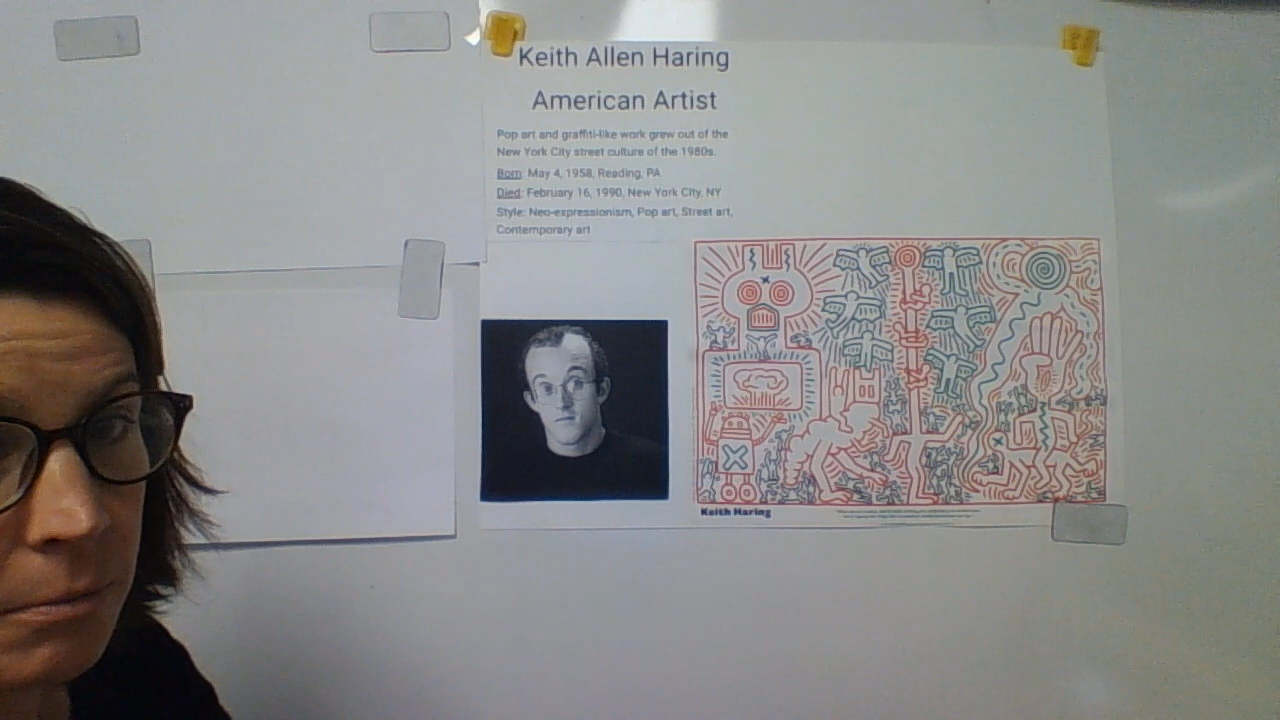 Keith Allen Haring
American Artist
Pop art and graffiti-like work grew out of the
New York City street culture of the 1980s.
Born: May 4, 1958, Reading, PA
Died: February 16, 1990, New York City, NY
Style: Neo-expressionism, Pop art, Street art,
Contemporary art
Keith Haring